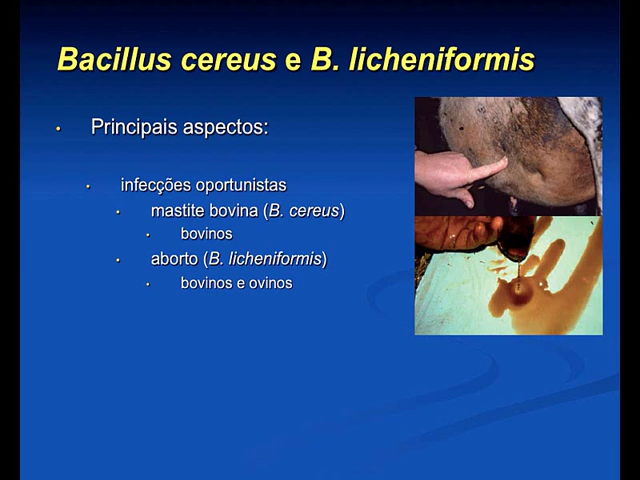 Bacillus cereus e B. licheniformis
Principais aspectos:
infecções oportunistas
mastite bovina (B. cereus)
bovinos
aborto (B. licheniformis)
bovinos e ovinos